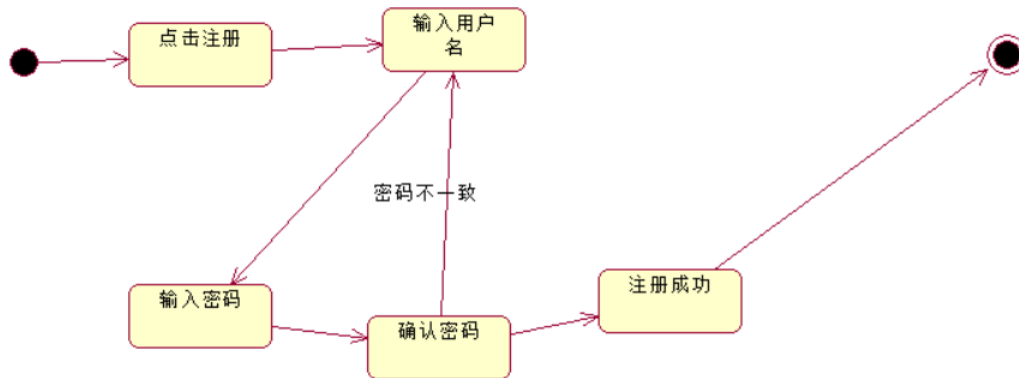 点击注册
输入用户
名
密码不一致
输入密码
确认密码
注册成功